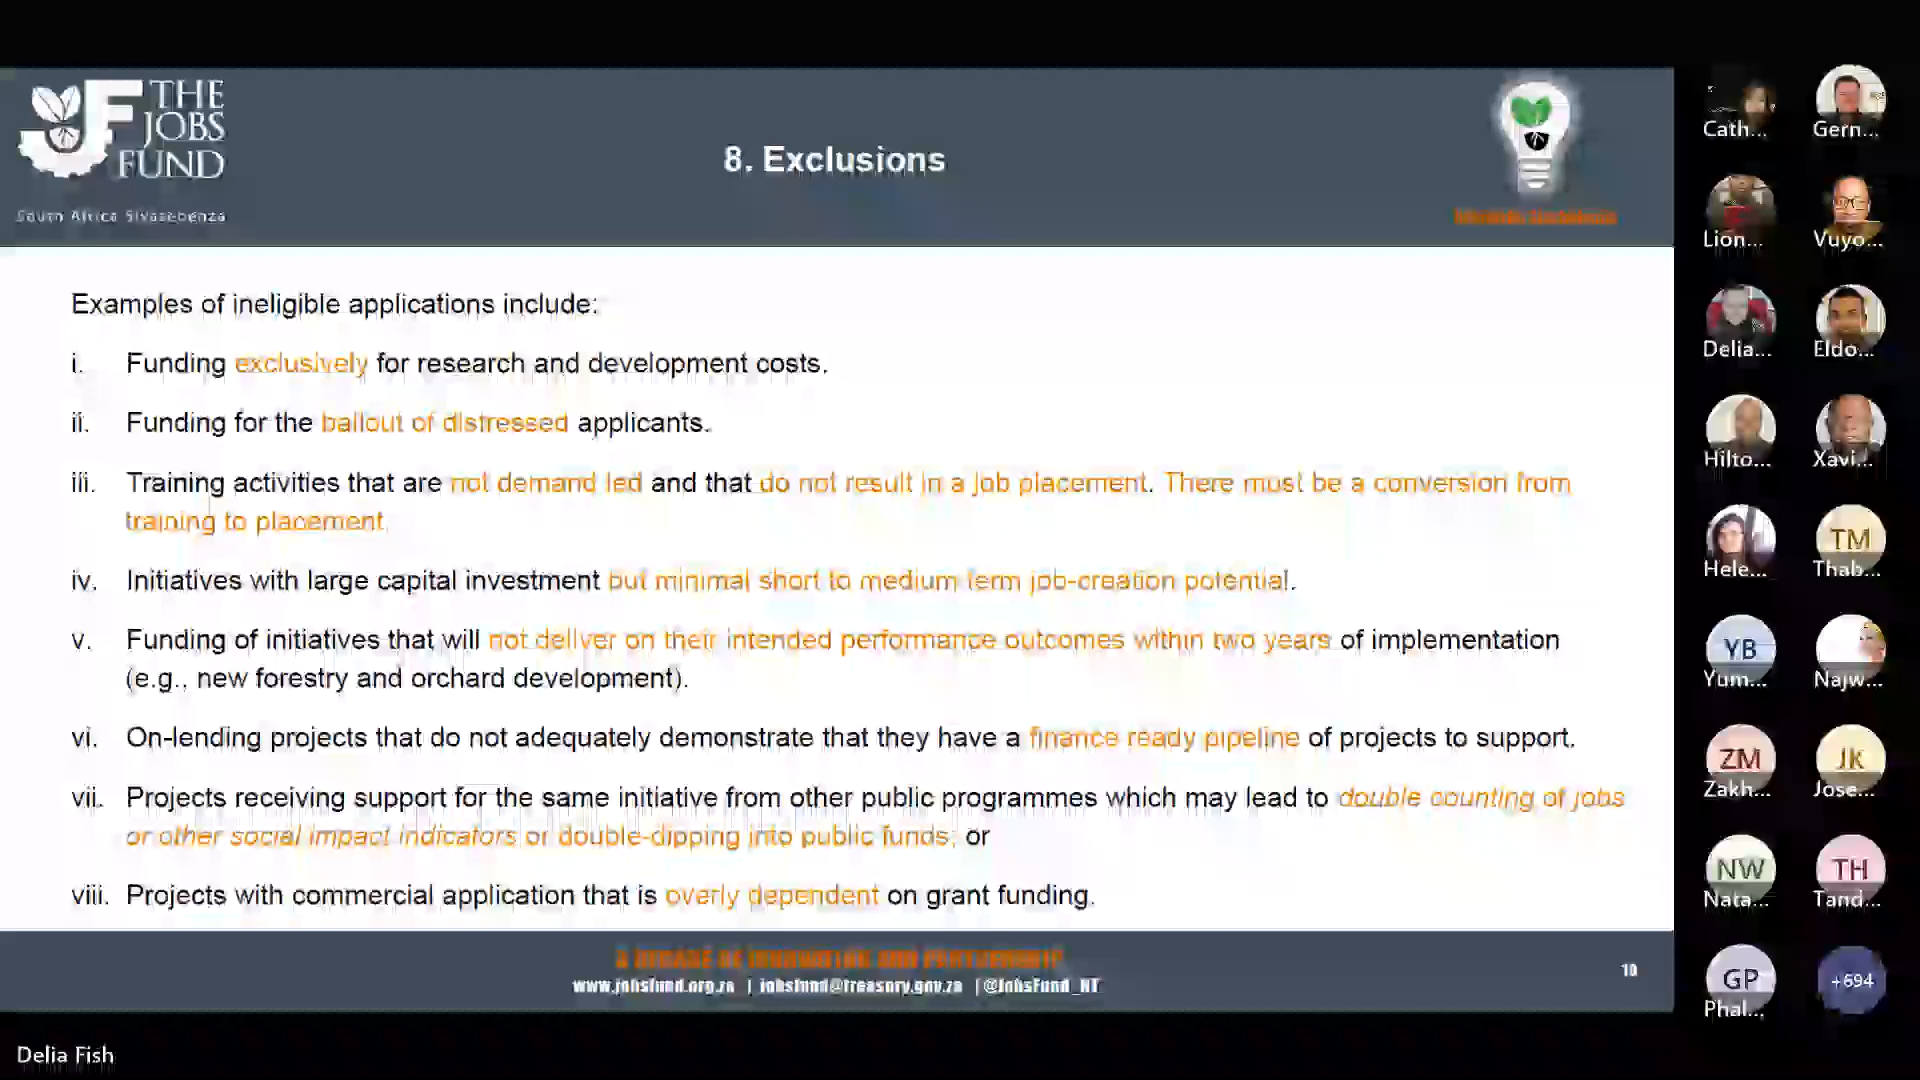 THE
JOBS
FUND
South Africa Siyasebenza
8. Exclusions
Examples of ineligible applications include:
i. Funding exclusively for research and development costs.
ii. Funding for the bailout of distressed applicants.
iii. Training activities that are not demand led and that do not result in a job placement. There must be a conversion from
training to placement.
iv. Initiatives with large capital investment but minimal short to medium term job-creation potential.
v. Funding of initiatives that will not deliver on their intended performance outcomes within two years of implementation
(e.g., new forestry and orchard development).
vi. On-lending projects that do not adequately demonstrate that they have a finance ready pipeline of projects to support.
vii. Projects receiving support for the same initiative from other public programmes which may lead to double counting of jobs
or other social impact indicators or double-dipping into public funds; or
viii. Projects with commercial application that is overly dependent on grant funding.
A DECADE OF INNOVATION AND PARTNERSHIP
www.jobsfund.org.za | jobsfund@treasury.gov.za | @JobsFund_NT
10
Cath...
Gern...
Lion...
Vuyo...
Delia...
Eldo...
Hilto...
Xavi...
Hele...
TM
Thab...
YB
Yum...
Najw...
ZM
Zakh...
JK
Jose...
NW
Nata...
TH
Tand...
GP
Phal...
+694
Delia Fish